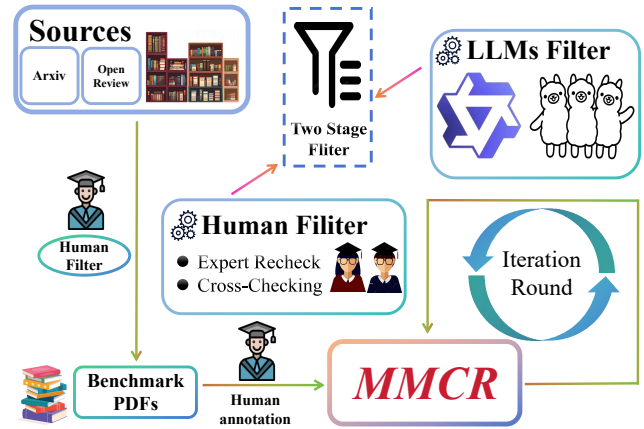 Sources
Arxiv
Open
Review
Two Stage
Fliter
LLMs Filter
Human
Filter
Human Filiter
Expert Recheck
Cross-Checking
Iteration
Round
Benchmark
PDFs
Human
annotation
MMCR